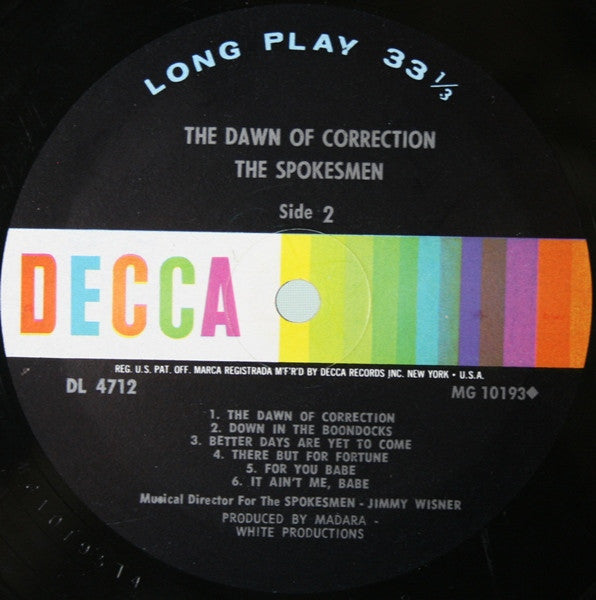 LONG PLAY 33 1/3
THE DAWN OF CORRECTION
THE SPOKESMEN
Side 2
DECCA
REG. U.S. PAT. OFF. MARCA REGISTRADA M'F'R'D BY DECCA RECORDS INC. NEW YORK • U.S.A.
DL 4712
MG 10193◆
1. THE DAWN OF CORRECTION
2. DOWN IN THE BOONDOCKS
3. BETTER DAYS ARE YET TO COME
4. THERE BUT FOR FORTUNE
5. FOR YOU BABE
6. IT AIN'T ME, BABE
Musical Director For The SPOKESMEN - JIMMY WISNER
PRODUCED BY MADARA -
WHITE PRODUCTIONS